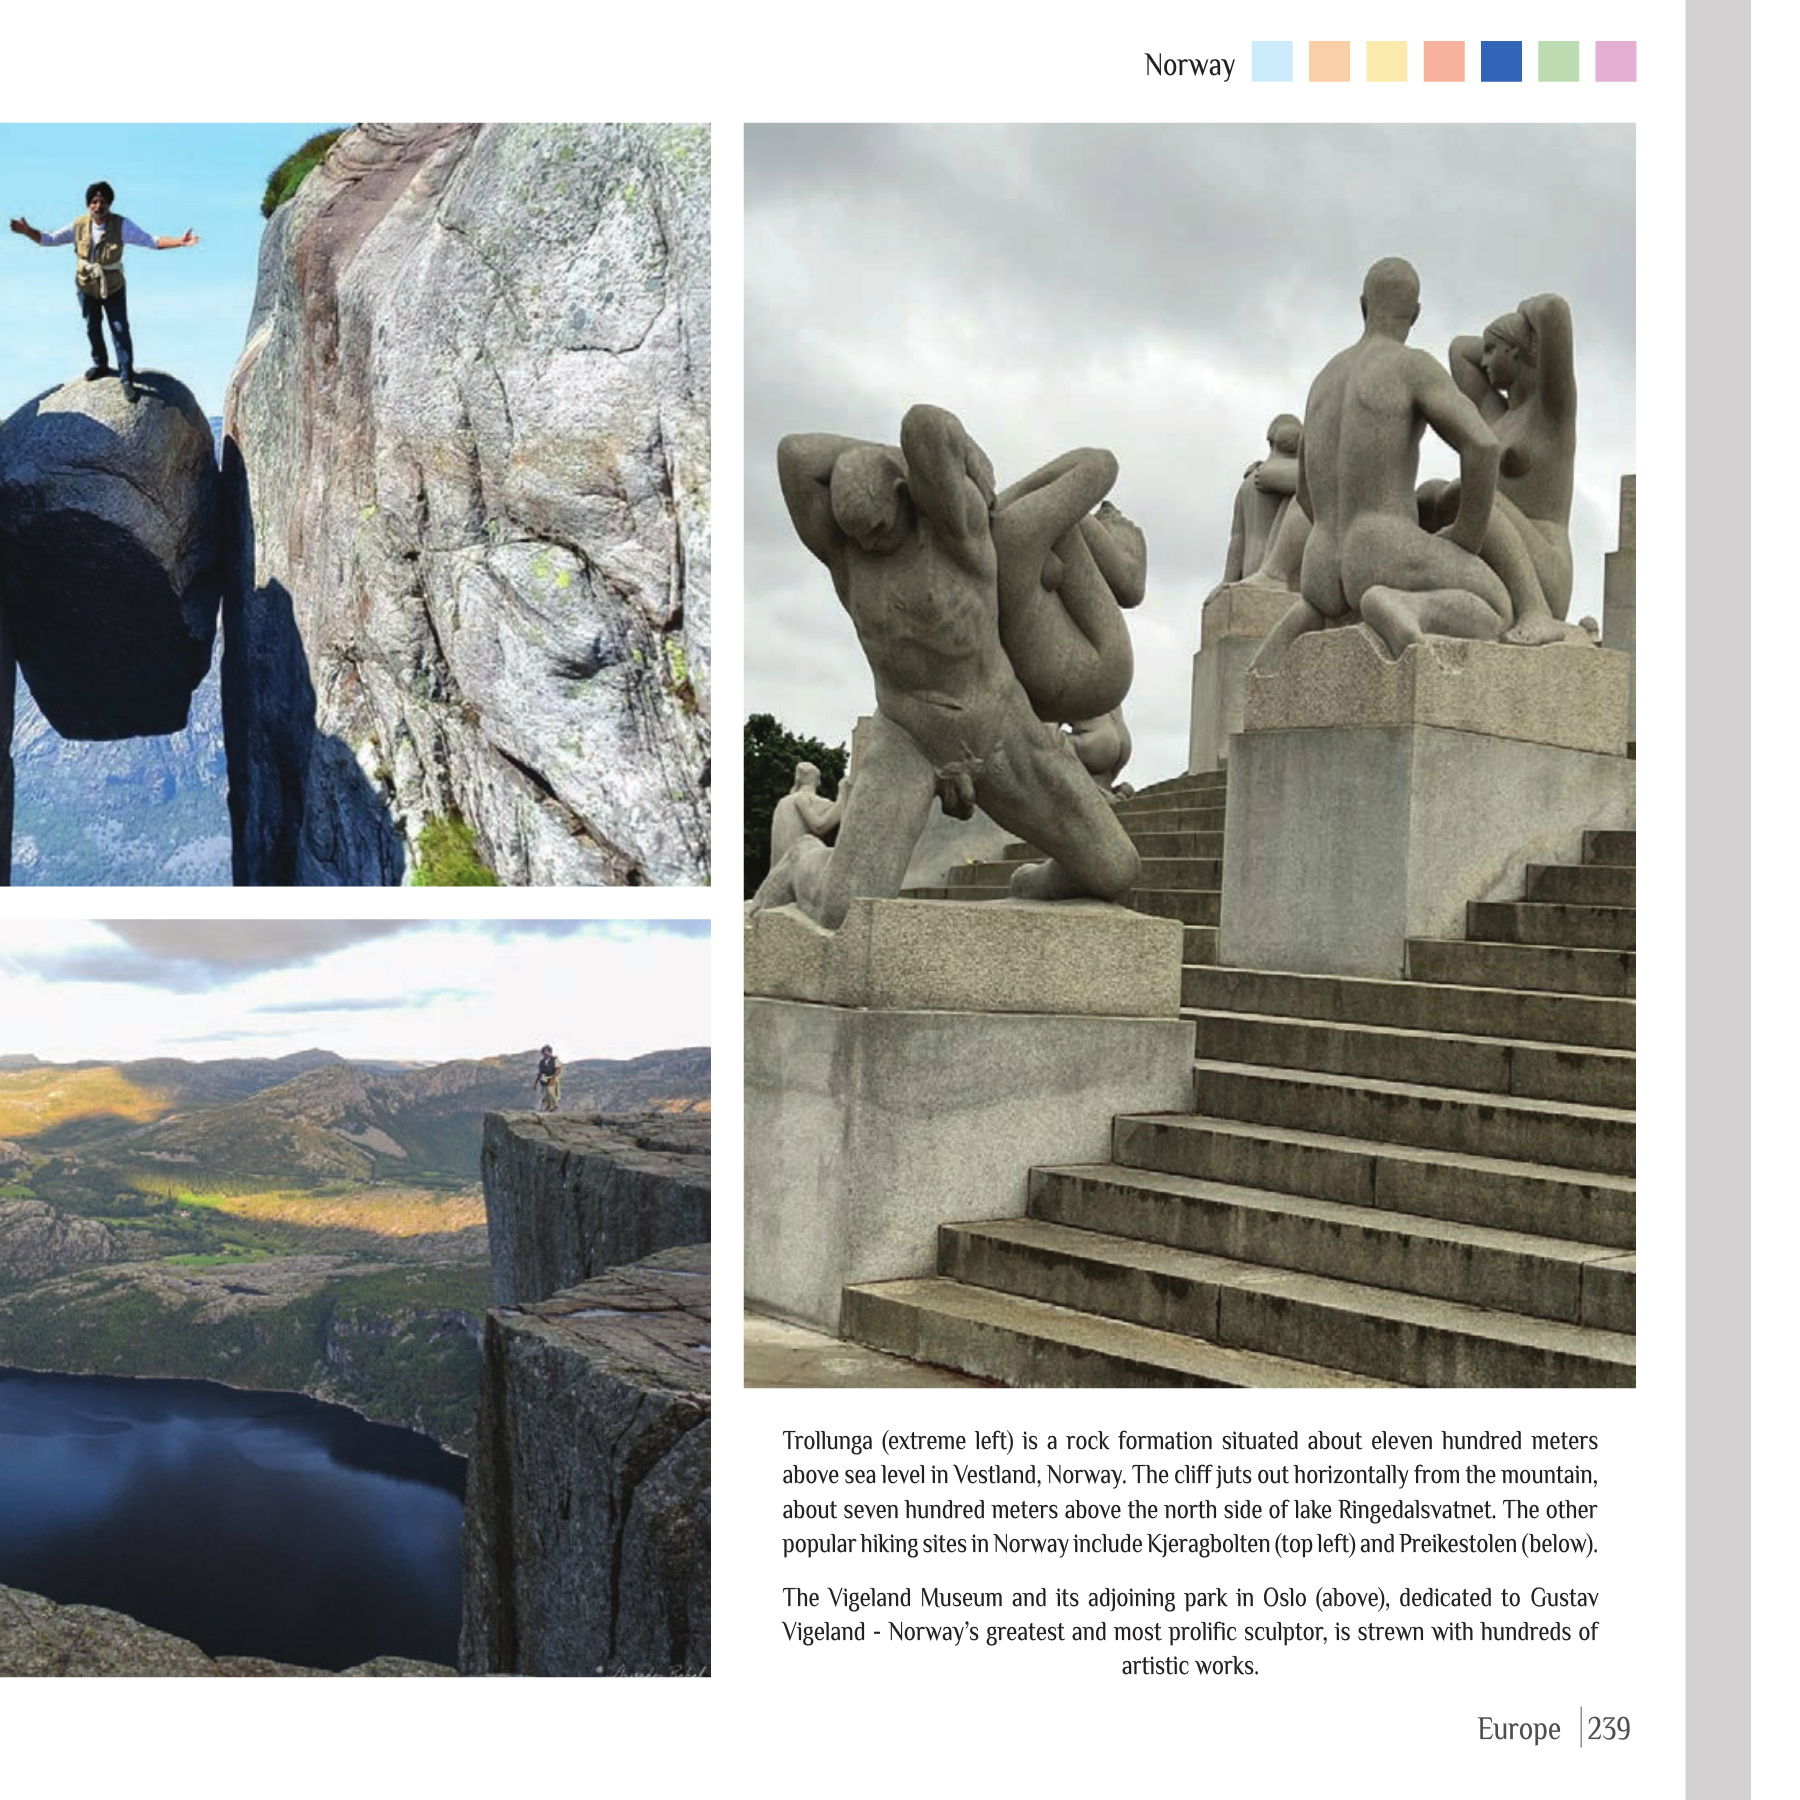 Norway
Trollunga (extreme left) is a rock formation situated about eleven hundred meters
above sea level in Vestland, Norway. The cliff juts out horizontally from the mountain,
about seven hundred meters above the north side of lake Ringedalsvatnet. The other
popular hiking sites in Norway include Kjeragbolten (top left) and Preikestolen (below).
The Vigeland Museum and its adjoining park in Oslo (above), dedicated to Gustav
Vigeland - Norway's greatest and most prolific sculptor, is strewn with hundreds of
artistic works.
Europe | 239